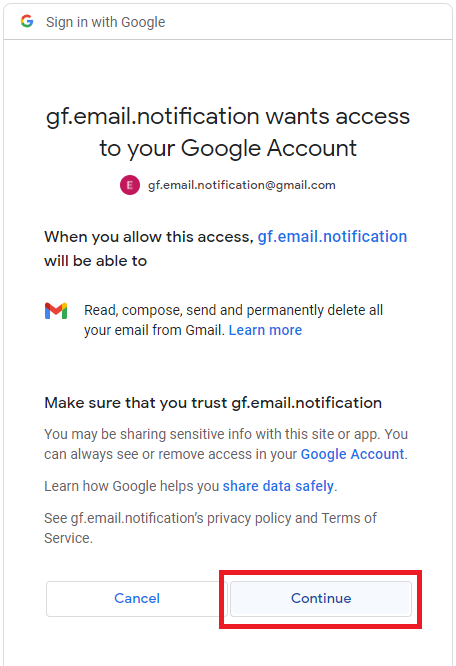 Sign in with Google
gf.email.notification wants access
to your Google Account
E gf.email.notification@gmail.com
When you allow this access, gf.email.notification
will be able to
Read, compose, send and permanently delete all
your email from Gmail. Learn more
Make sure that you trust gf.email.notification
You may be sharing sensitive info with this site or app. You
can always see or remove access in your Google Account.
Learn how Google helps you share data safely.
See gf.email.notification's privacy policy and Terms of
Service.
Cancel Continue